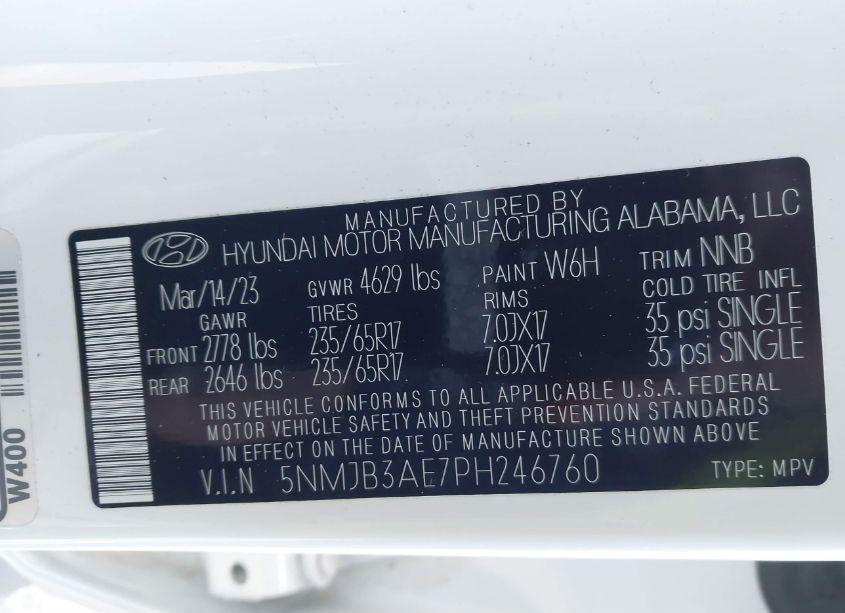 MANUFACTURED BY
HYUNDAI MOTOR MANUFACTURING ALABAMA, LLC
Mar/14/23 GVWR 4629 lbs PAINT W6H TRIM NNB
GAWR TIRES RIMS COLD TIRE INFL
FRONT 2778 lbs 235/65R17 7.0JX17 35 psi SINGLE
REAR 2646 lbs 235/65R17 7.0JX17 35 psi SINGLE
THIS VEHICLE CONFORMS TO ALL APPLICABLE U.S.A. FEDERAL
MOTOR VEHICLE SAFETY AND THEFT PREVENTION STANDARDS
IN EFFECT ON THE DATE OF MANUFACTURE SHOWN ABOVE
V.I.N 5NMJB3AE7PH246760 TYPE: MPV
W400